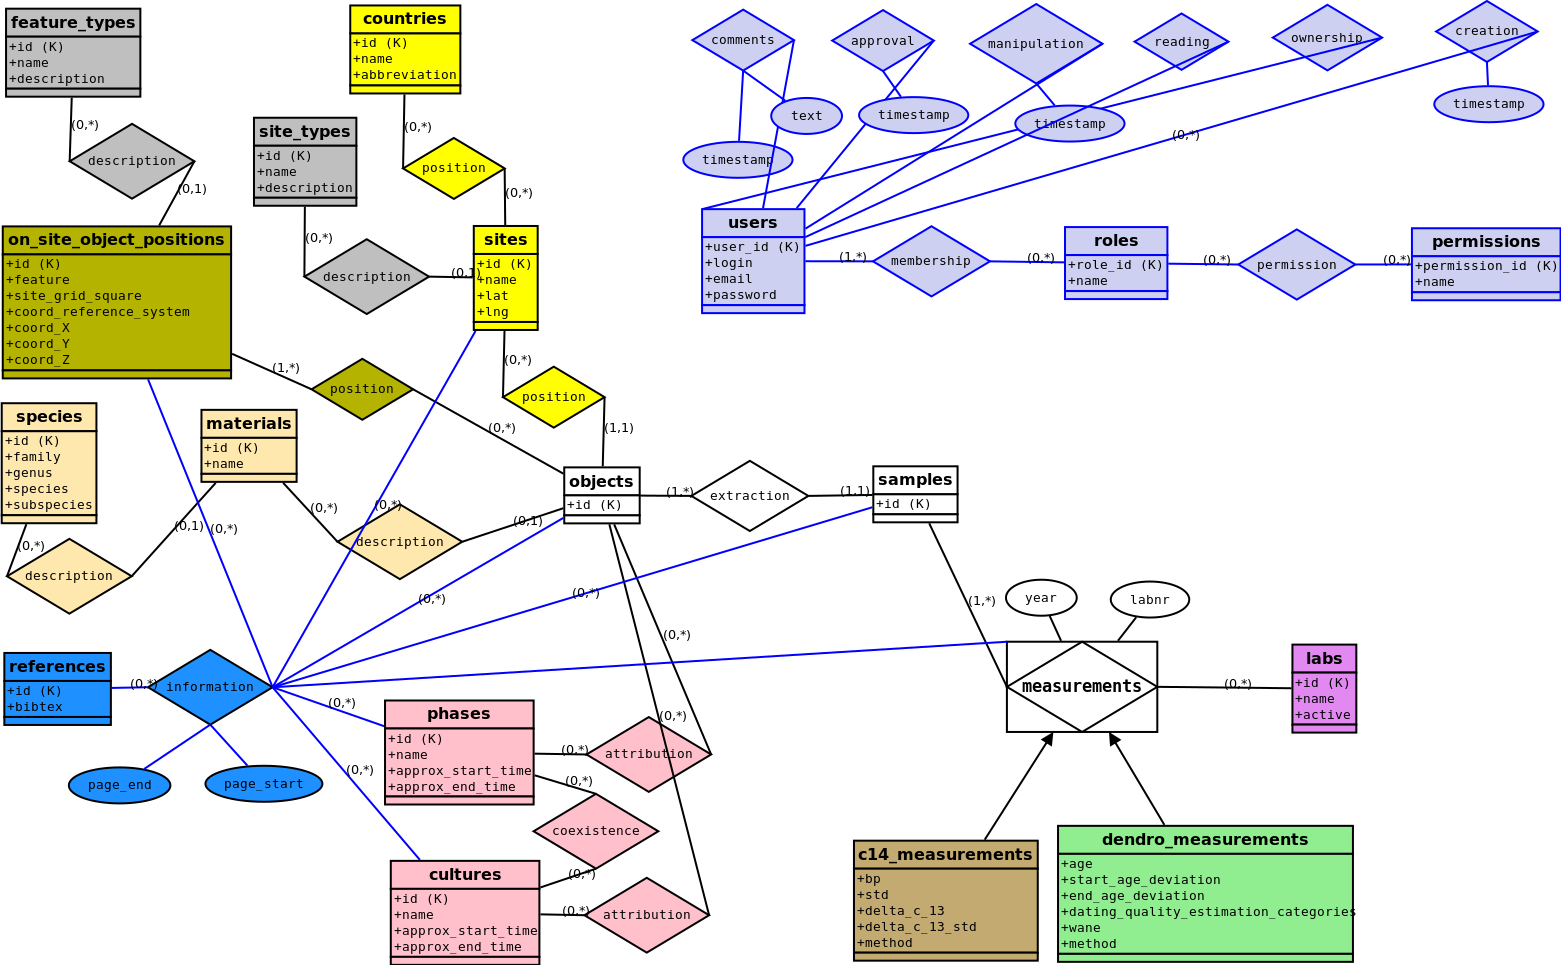 feature_types
+id (K)
+name
+description
(0,*)
description
(0,1)
countries
+id (K)
+name
+abbreviation
(0,*)
position
(0,*)
site_types
+id (K)
+name
+description
(0,*)
description
(0,1)
sites
+id (K)
+name
+lat
+lng
(0,*)
position
(1,1)
on_site_object_positions
+id (K)
+feature
+site_grid_square
+coord_reference_system
+coord_X
+coord_Y
+coord_Z
(1,*)
position
(0,*)
comments
text
timestamp
approval
timestamp
manipulation
timestamp
reading
ownership
creation
timestamp
(0,*)
users
+user_id (K)
+login
+email
+password
(1,*)
membership
(0,*)
roles
+role_id (K)
+name
(0,*)
permission
(0,*)
permissions
+permission_id (K)
+name
species
+id (K)
+family
+genus
+species
+subspecies
(0,*)
description
(0,1)
(0,*)
materials
+id (K)
+name
(0,*)
(0,*)
description
(0,1)
objects
+id (K)
(1,*)
extraction
(1,1)
samples
+id (K)
(1,*)
(0,*)
(0,*)
(0,*)
references
+id (K)
+bibtex
(0,*)
information
page_end
page_start
(0,*)
(0,*)
phases
+id (K)
+name
+approx_start_time
+approx_end_time
(0,*)
(0,*)
attribution
(0,*)
coexistence
(0,*)
cultures
+id (K)
+name
+approx_start_time
+approx_end_time
(0,*)
attribution
year
labnr
measurements
(0,*)
labs
+id (K)
+name
+active
c14_measurements
+bp
+std
+delta_c_13
+delta_c_13_std
+method
dendro_measurements
+age
+start_age_deviation
+end_age_deviation
+dating_quality_estimation_categories
+wane
+method